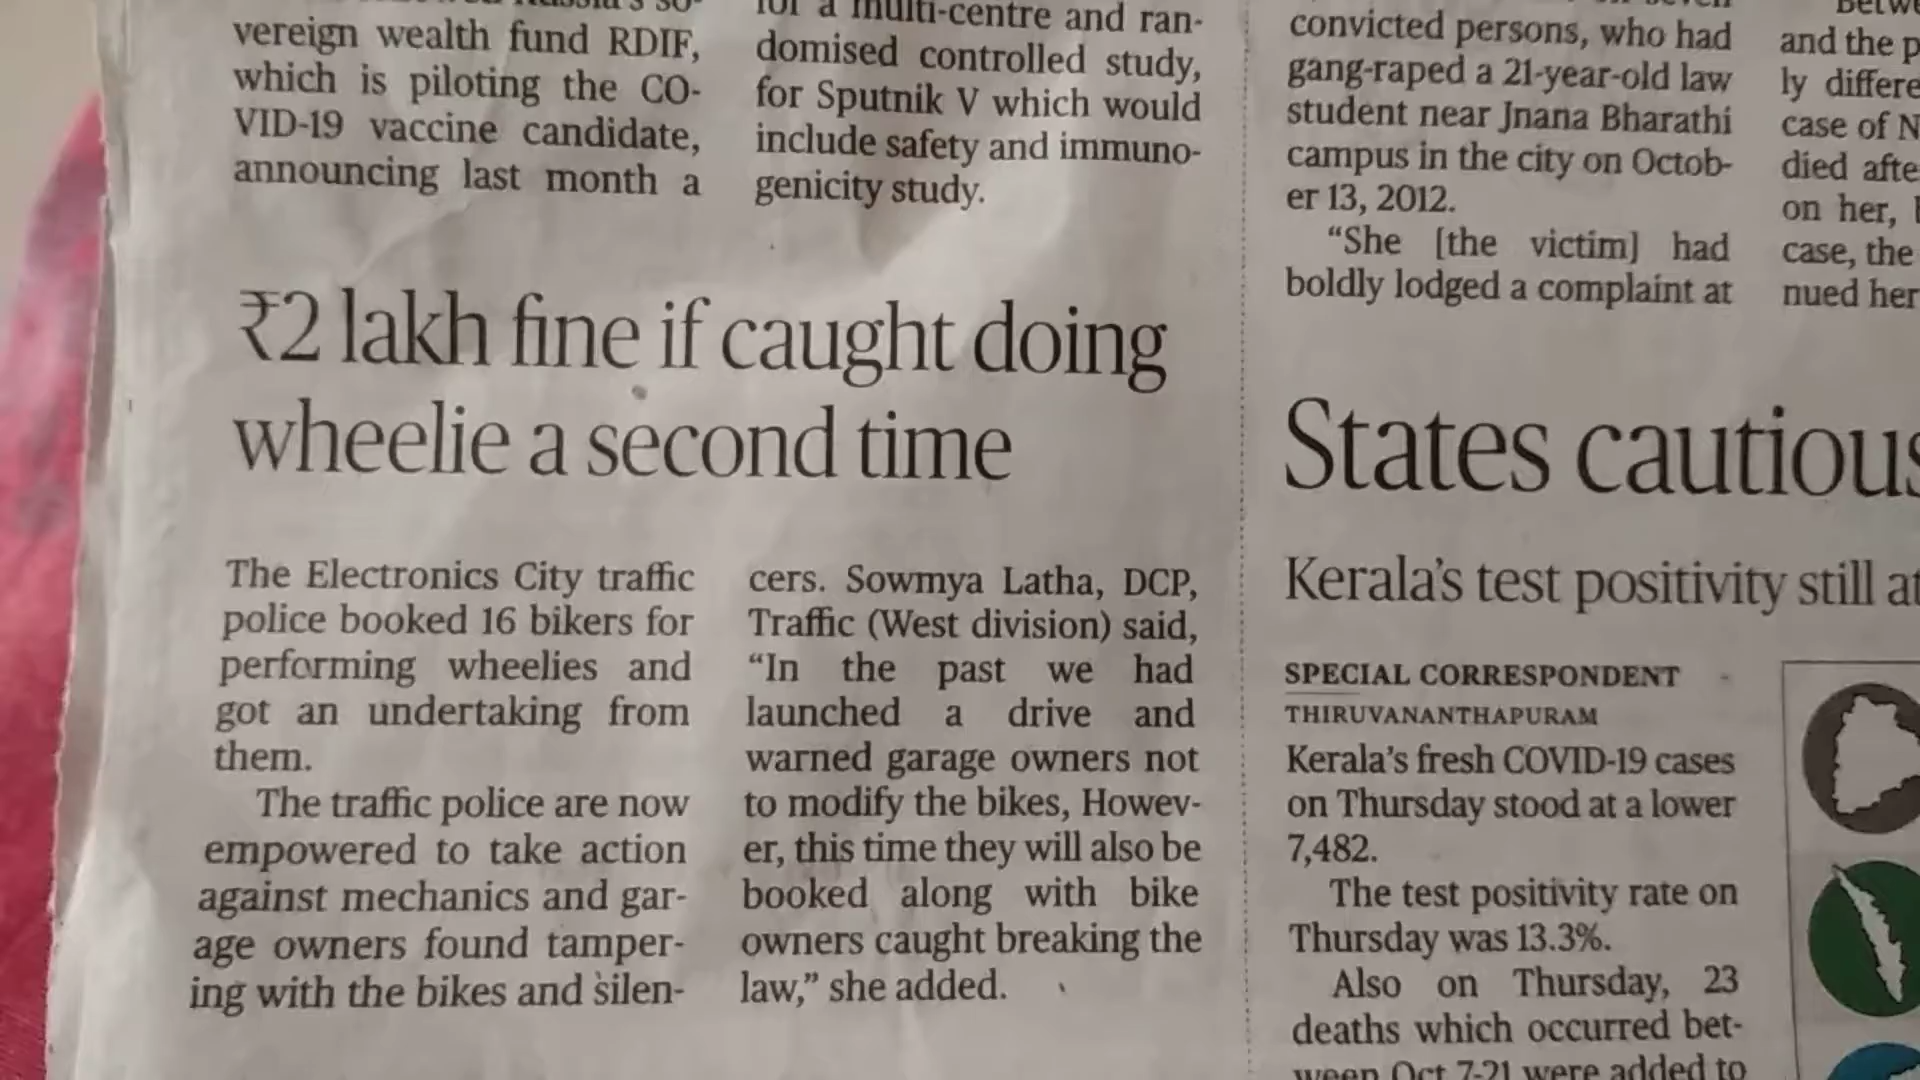 vereign wealth fund RDIF,
which is piloting the CO-
VID-19 vaccine candidate,
announcing last month a
for a multi-centre and ran-
domised controlled study,
for Sputnik V which would
include safety and immuno-
genicity study.
₹2 lakh fine if caught doing
wheelie a second time
The Electronics City traffic
police booked 16 bikers for
performing wheelies and
got an undertaking from
them.
The traffic police are now
empowered to take action
against mechanics and gar-
age owners found tamper-
ing with the bikes and silen-
cers. Sowmya Latha, DCP,
Traffic (West division) said,
“In the past we had
launched a drive and
warned garage owners not
to modify the bikes, Howev-
er, this time they will also be
booked along with bike
owners caught breaking the
law,” she added.
convicted persons, who had
gang-raped a 21-year-old law
student near Jnana Bharathi
campus in the city on Octob-
er 13, 2012.
“She [the victim] had
boldly lodged a complaint at
and the
ly
case of
died
on her,
case, the
nued her
States cautious
Kerala’s test positivity still at
SPECIAL CORRESPONDENT
THIRUVANANTHAPURAM
Kerala’s fresh COVID-19 cases
on Thursday stood at a lower
7,482.
The test positivity rate on
Thursday was 13.3%.
Also on Thursday, 23
deaths which occurred bet-
ween Oct 7-21 were added to